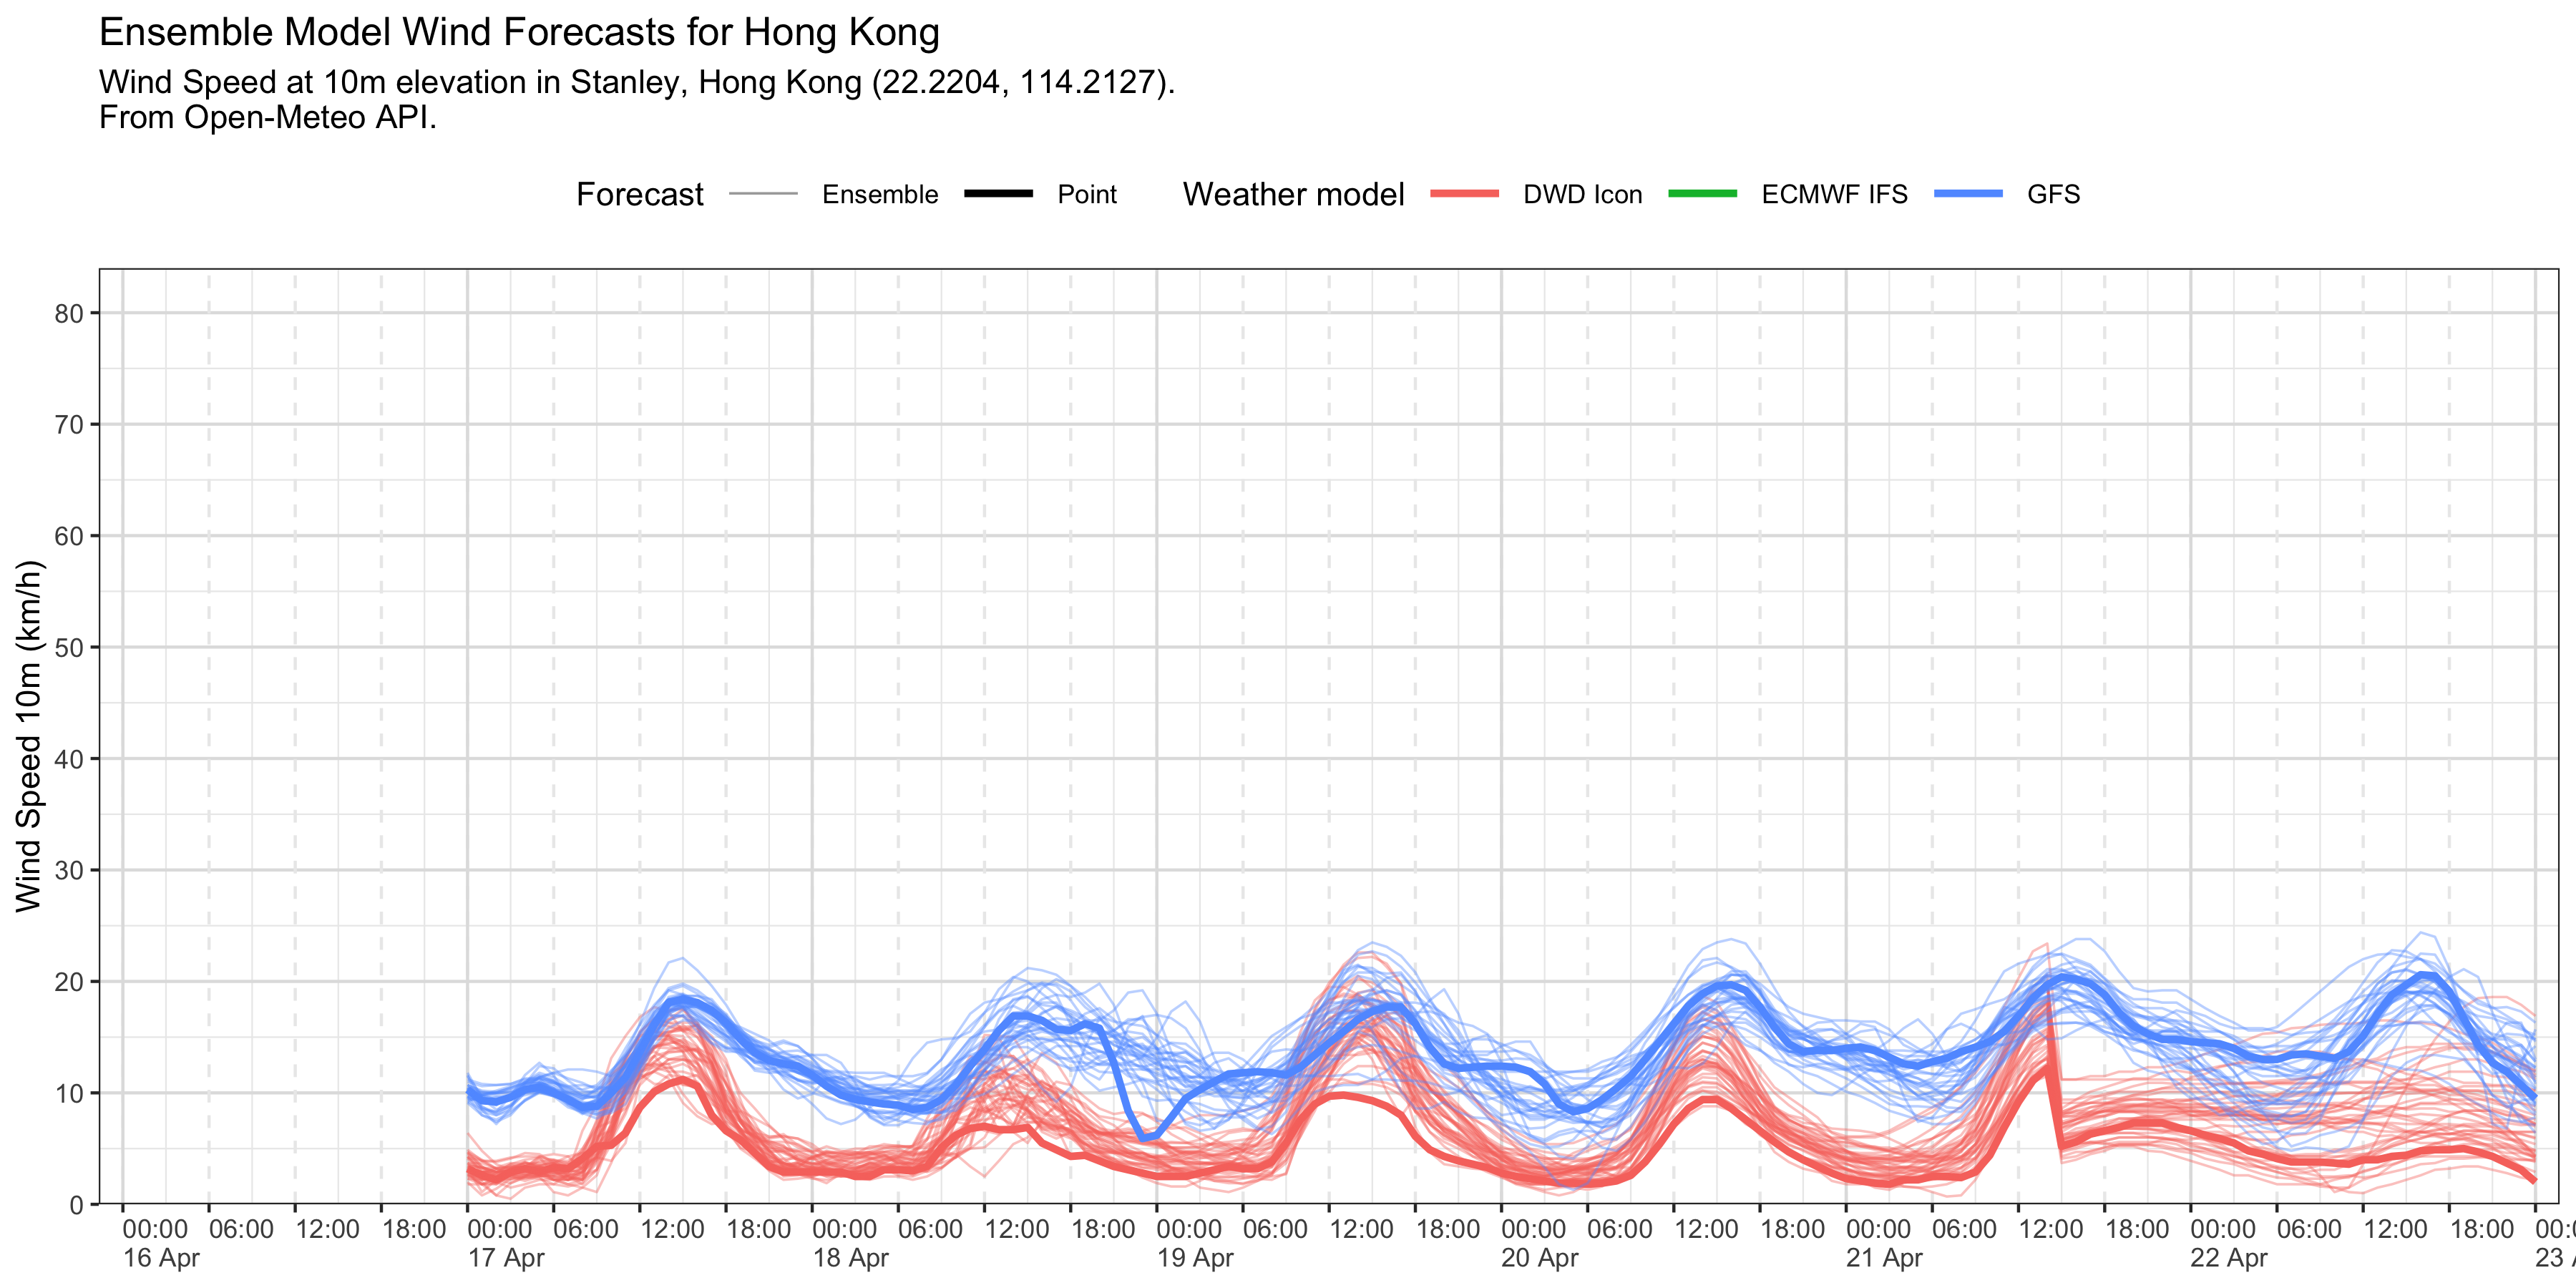 Ensemble Model Wind Forecasts for Hong Kong
Wind Speed at 10m elevation in Stanley, Hong Kong (22.2204, 114.2127).
From Open-Meteo API.
Forecast Ensemble Point Weather model DWD Icon ECMWF IFS GFS
Wind Speed 10m (km/h)
80
70
60
50
40
30
20
10
0
00:00 06:00 12:00 18:00 00:00 06:00 12:00 18:00 00:00 06:00 12:00 18:00 00:00 06:00 12:00 18:00 00:00 06:00 12:00 18:00 00:00 06:00 12:00 18:00 00:00 06:00 12:00 18:00 00:0
16 Apr 17 Apr 18 Apr 19 Apr 20 Apr 21 Apr 22 Apr 23